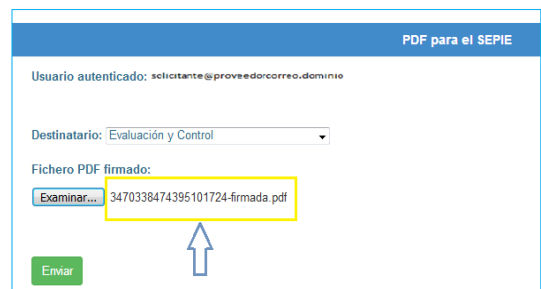 PDF para el SEPIE
Usuario autenticado: solicitante@proveedorcorreo.dominio
Destinatario: Evaluación y Control
Fichero PDF firmado:
Examinar... 3470338474395101724-firmada.pdf
Enviar